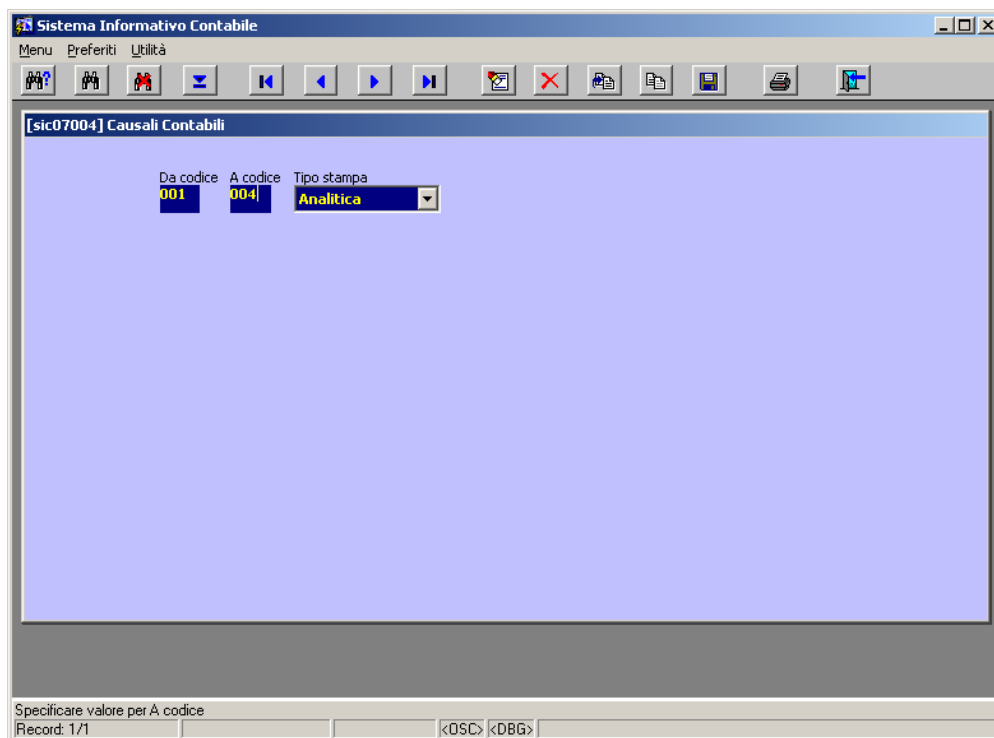 Sistema Informativo Contabile
Menu Preferiti Utilità
[sic07004] Causali Contabili
Da codice A codice Tipo stampa
001 004 Analitica
Specificare valore per A codice
Record: 1/1 <OSC> <DBG>